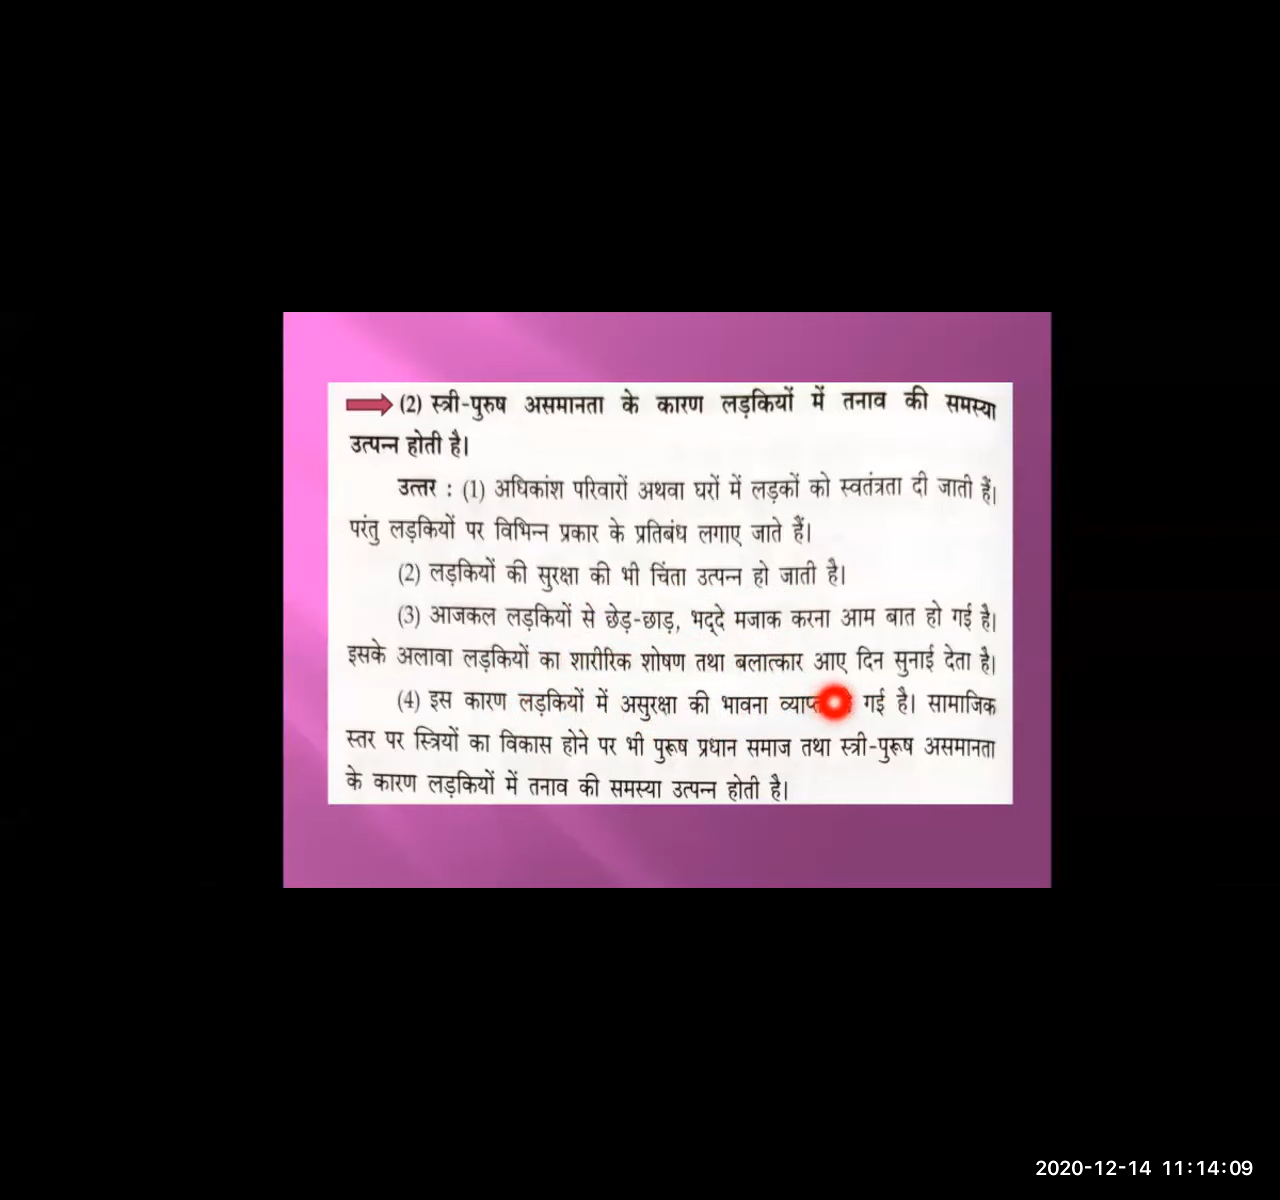 (2) स्त्री-पुरुष असमानता के कारण लड़कियों में तनाव की समस्या
उत्पन्न होती है।
उत्तर : (1) अधिकांश परिवारों अथवा घरों में लड़कों को स्वतंत्रता दी जाती हैं।
परंतु लड़कियों पर विभिन्न प्रकार के प्रतिबंध लगाए जाते हैं।
(2) लड़कियों की सुरक्षा की भी चिंता उत्पन्न हो जाती है।
(3) आजकल लड़कियों से छेड़-छाड़, भद्दे मजाक करना आम बात हो गई है।
इसके अलावा लड़कियों का शारीरिक शोषण तथा बलात्कार आए दिन सुनाई देता है।
(4) इस कारण लड़कियों में असुरक्षा की भावना व्याप्त गई है। सामाजिक
स्तर पर स्त्रियों का विकास होने पर भी पुरूष प्रधान समाज तथा स्त्री-पुरूष असमानता
के कारण लड़कियों में तनाव की समस्या उत्पन्न होती है।
2020-12-14 11:14:09